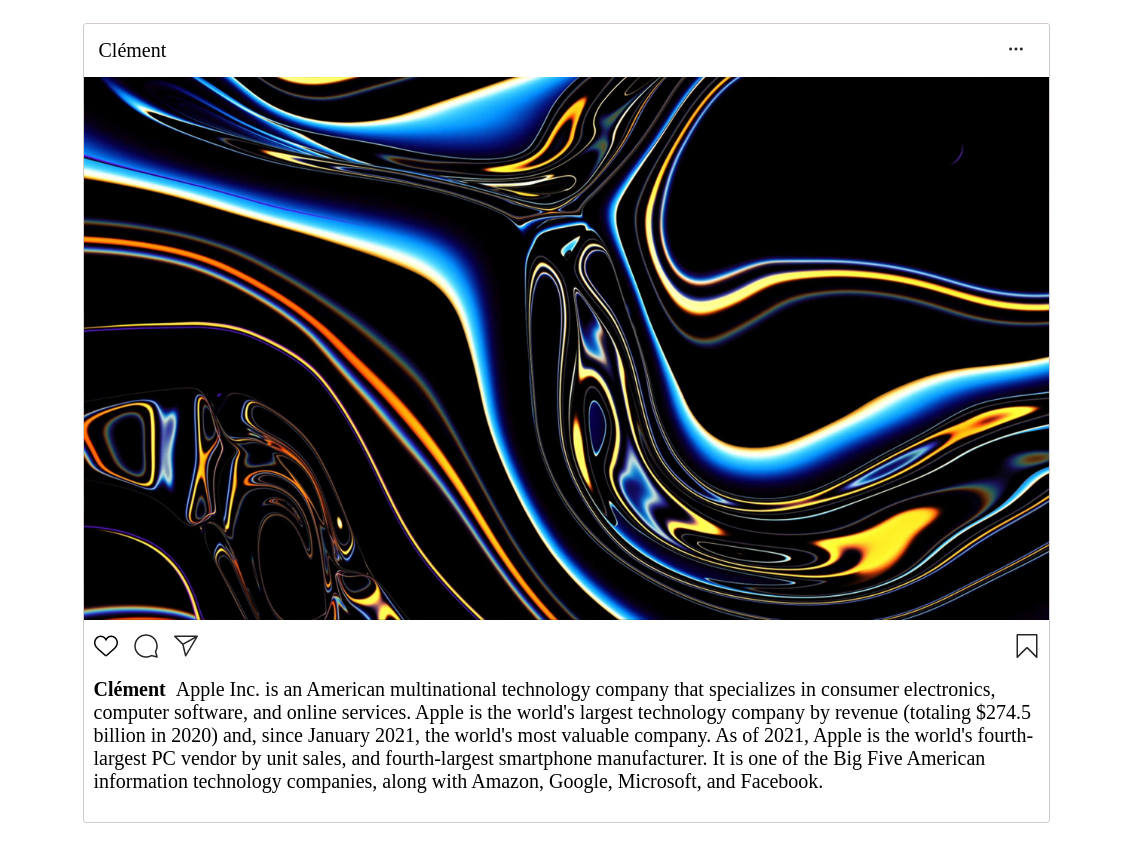 Clément
Clément Apple Inc. is an American multinational technology company that specializes in consumer electronics,
computer software, and online services. Apple is the world's largest technology company by revenue (totaling $274.5
billion in 2020) and, since January 2021, the world's most valuable company. As of 2021, Apple is the world's fourth-
largest PC vendor by unit sales, and fourth-largest smartphone manufacturer. It is one of the Big Five American
information technology companies, along with Amazon, Google, Microsoft, and Facebook.